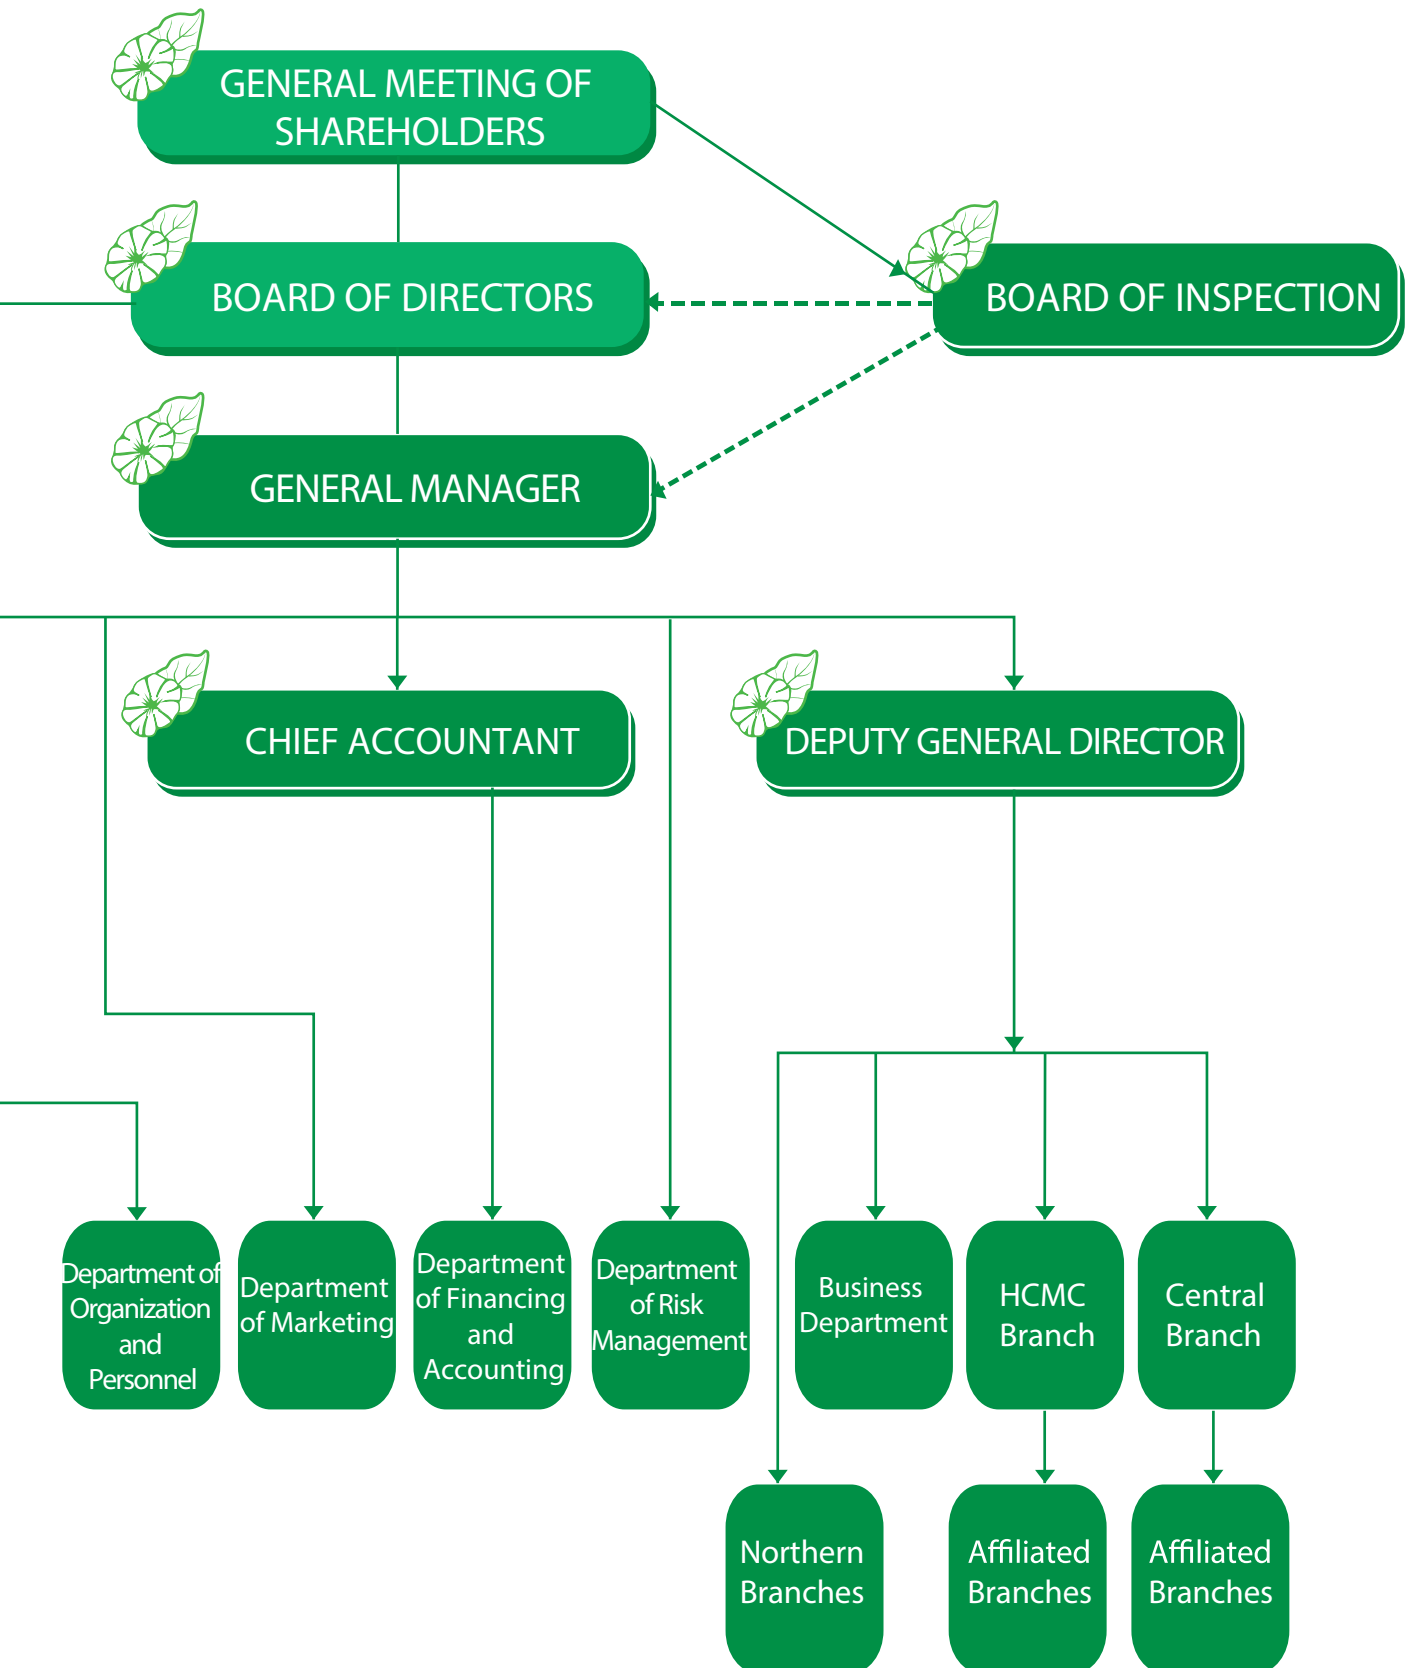 GENERAL MEETING OF
SHAREHOLDERS
BOARD OF DIRECTORS
BOARD OF INSPECTION
GENERAL MANAGER
CHIEF ACCOUNTANT
DEPUTY GENERAL DIRECTOR
Department of
Organization
and
Personnel
Department
of Marketing
Department
of Financing
and
Accounting
Department
of Risk
Management
Business
Department
HCMC
Branch
Central
Branch
Northern
Branches
Affiliated
Branches
Affiliated
Branches